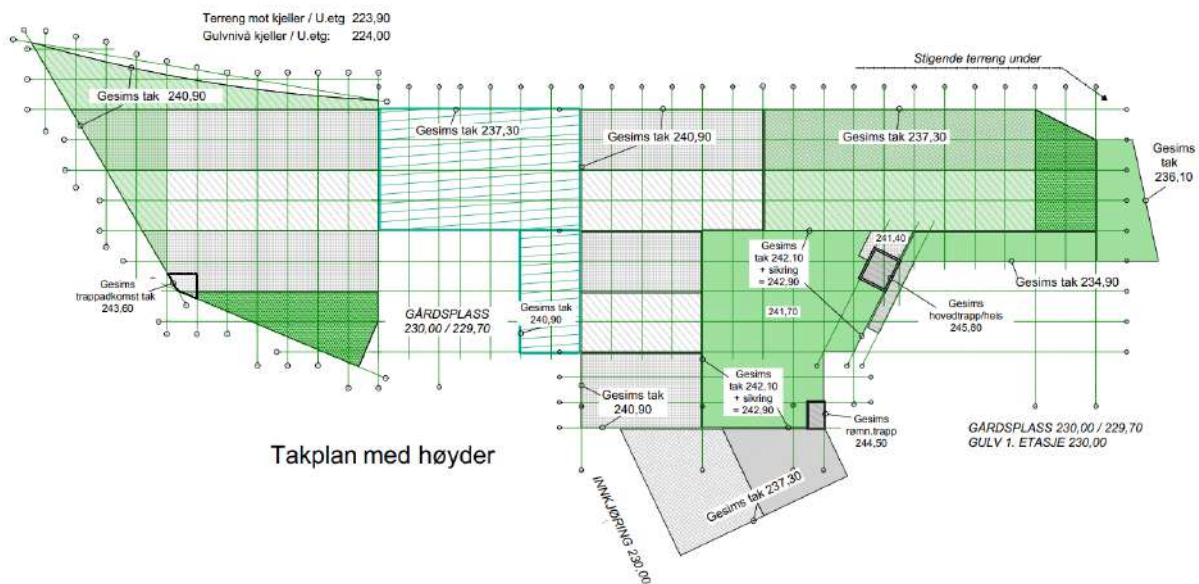 Terreng mot kjeller / U.etg 223,90
Gulvnivå kjeller / U.etg: 224,00
Stigende terreng under
Gesims tak 240,90
Gesims tak 237,30
Gesims tak 240,90
Gesims tak 237,30
Gesims
tak
236,10
Gesims
tak 242,10
+ sikring
= 242,90
241,40
Gesims
trappadkomst tak
243,60
GÅRDSPLASS
230,00 / 229,70
Gesims tak
240,90
241,70
Gesims tak 234,90
Gesims
hovedtrapp/heis
245,80
Gesims tak
240,90
Gesims
tak 242,10
+ sikring
= 242,90
Gesims
rømn.trapp
244,50
GÅRDSPLASS 230,00 / 229,70
GULV 1. ETASJE 230,00
Takplan med høyder
INNKJØRING 230,00
Gesims tak 237,30